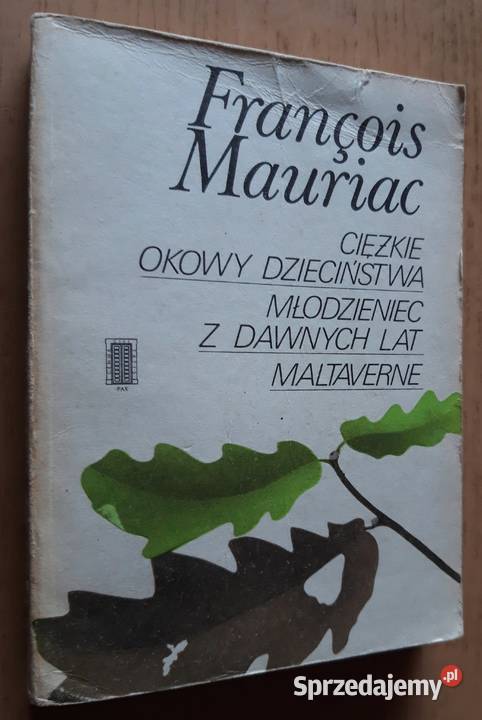 François
Mauriac
CIĘŻKIE
OKOWY DZIECIŃSTWA
MŁODZIENIEC
Z DAWNYCH LAT
MALTAVERNE
PAX
Sprzedajemy.pl